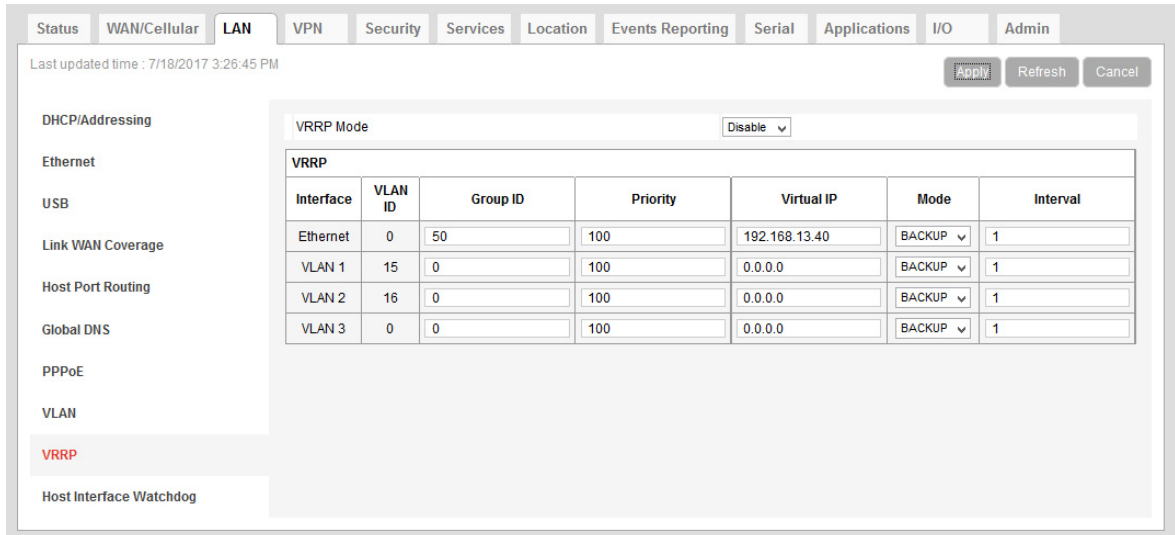 Status WAN/Cellular LAN VPN Security Services Location Events Reporting Serial Applications I/O Admin
Last updated time : 7/18/2017 3:26:45 PM
Apply Refresh Cancel
DHCP/Addressing
Ethernet
USB
Link WAN Coverage
Host Port Routing
Global DNS
PPPoE
VLAN
VRRP
Host Interface Watchdog
VRRP Mode Disable
VRRP
Interface VLAN ID Group ID Priority Virtual IP Mode Interval
Ethernet 0 50 100 192.168.13.40 BACKUP 1
VLAN 1 15 0 100 0.0.0.0 BACKUP 1
VLAN 2 16 0 100 0.0.0.0 BACKUP 1
VLAN 3 0 0 100 0.0.0.0 BACKUP 1